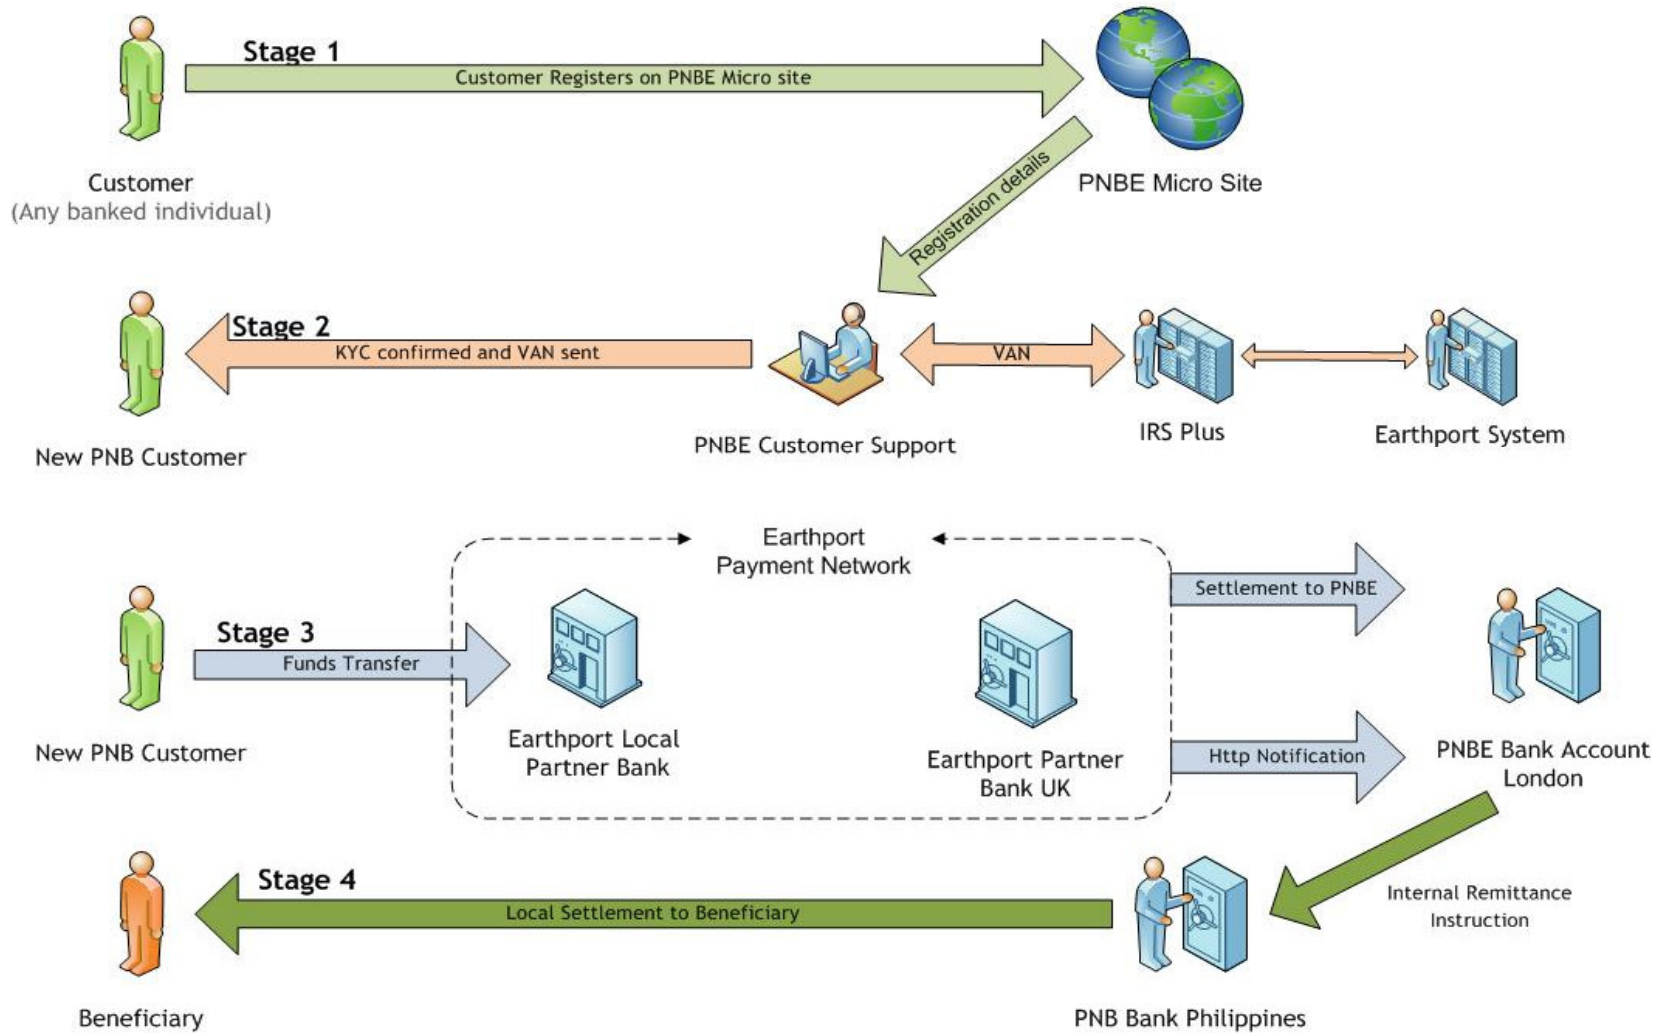 Stage 1
Customer Registers on PNBE Micro site
Customer
(Any banked individual)
PNBE Micro Site
Registration details
Stage 2
KYC confirmed and VAN sent
VAN
New PNB Customer
PNBE Customer Support
IRS Plus
Earthport System
Earthport
Payment Network
Stage 3
Funds Transfer
New PNB Customer
Earthport Local
Partner Bank
Earthport Partner
Bank UK
Settlement to PNBE
Http Notification
PNBE Bank Account
London
Stage 4
Local Settlement to Beneficiary
Internal Remittance
Instruction
Beneficiary
PNB Bank Philippines